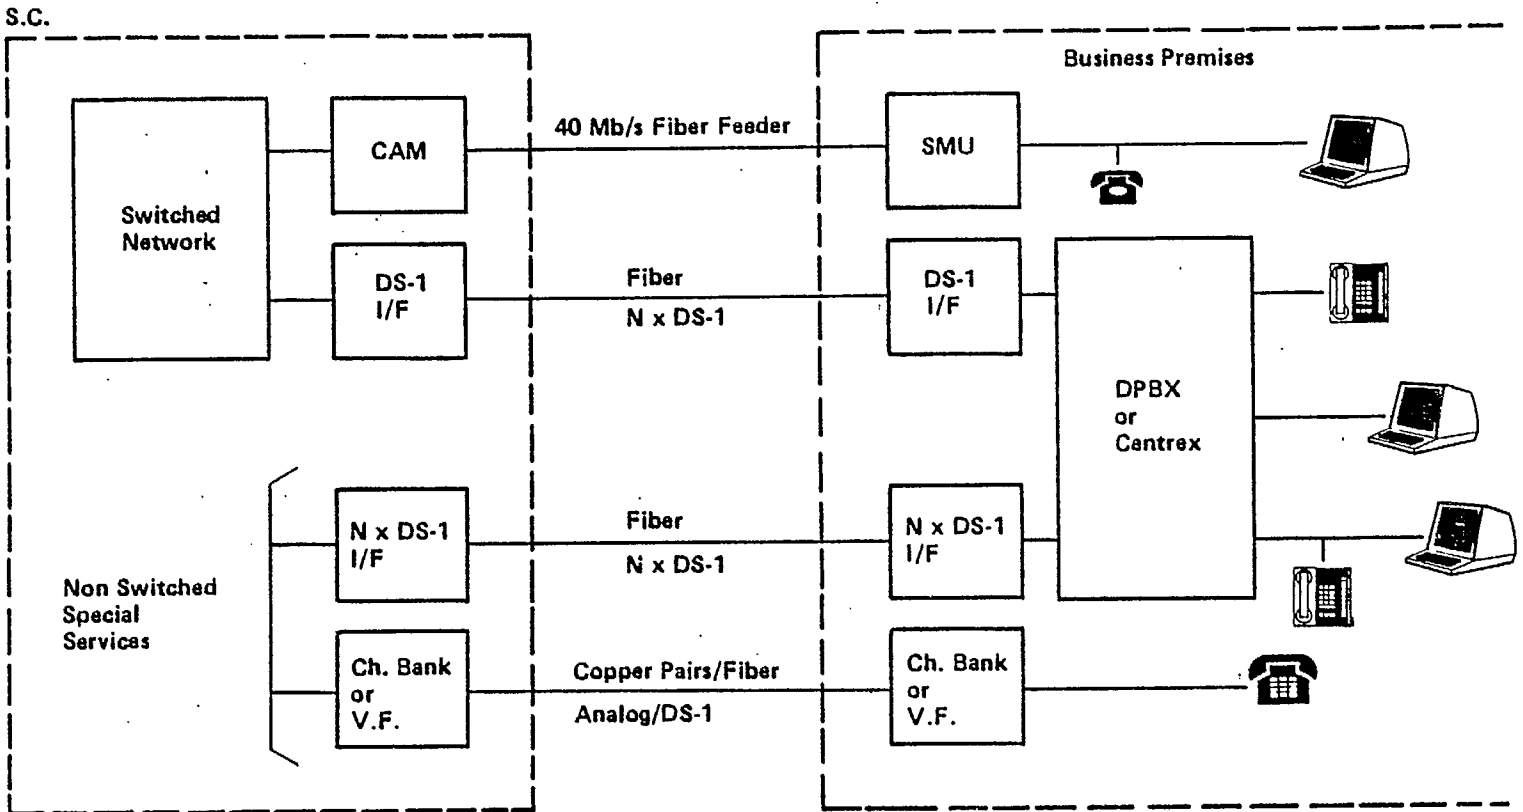 S.C.
Business Premises
Switched
Network
CAM
40 Mb/s Fiber Feeder
SMU
DS-1
I/F
Fiber
N x DS-1
DS-1
I/F
DPBX
or
Centrex
Non Switched
Special
Services
N x DS-1
I/F
Fiber
N x DS-1
N x DS-1
I/F
Ch. Bank
or
V.F.
Copper Pairs/Fiber
Analog/DS-1
Ch. Bank
or
V.F.